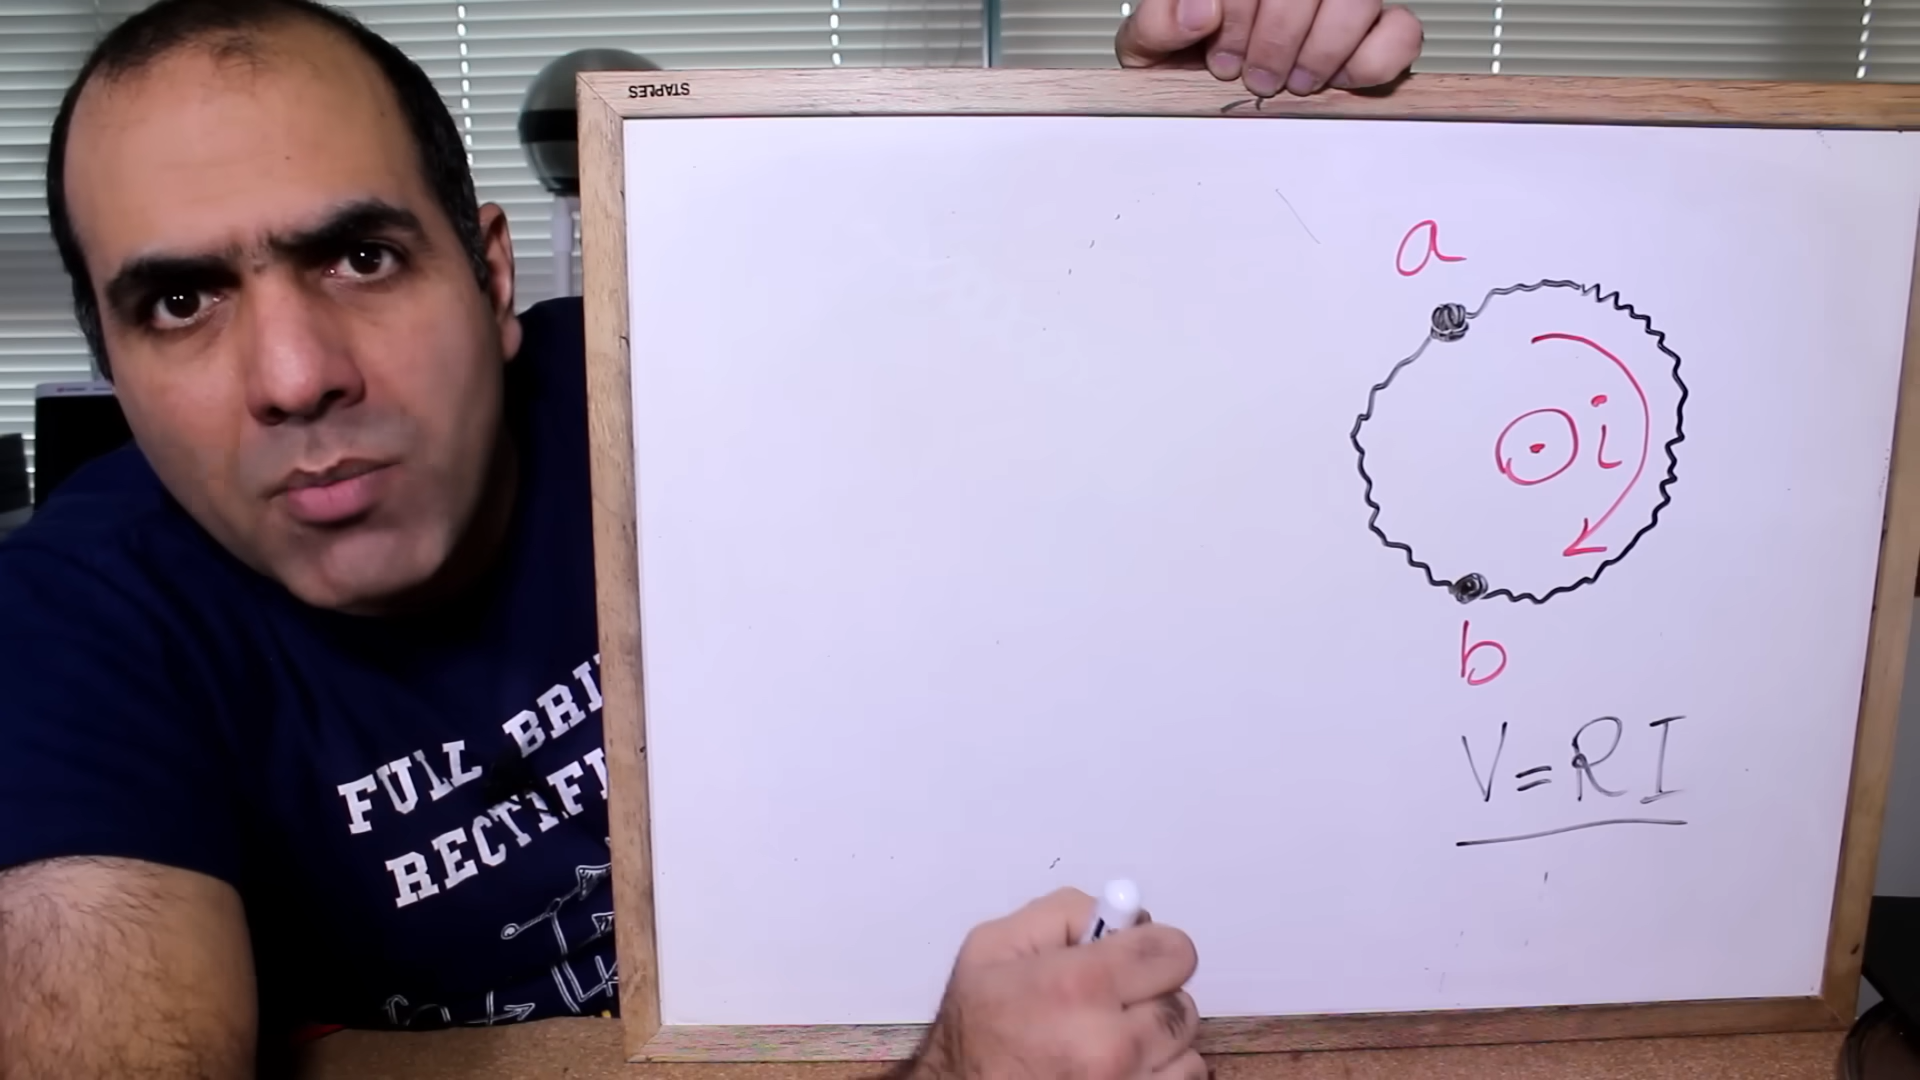 STAPLES
a
i
b
V=RI
FULL BRI
RECTIFI